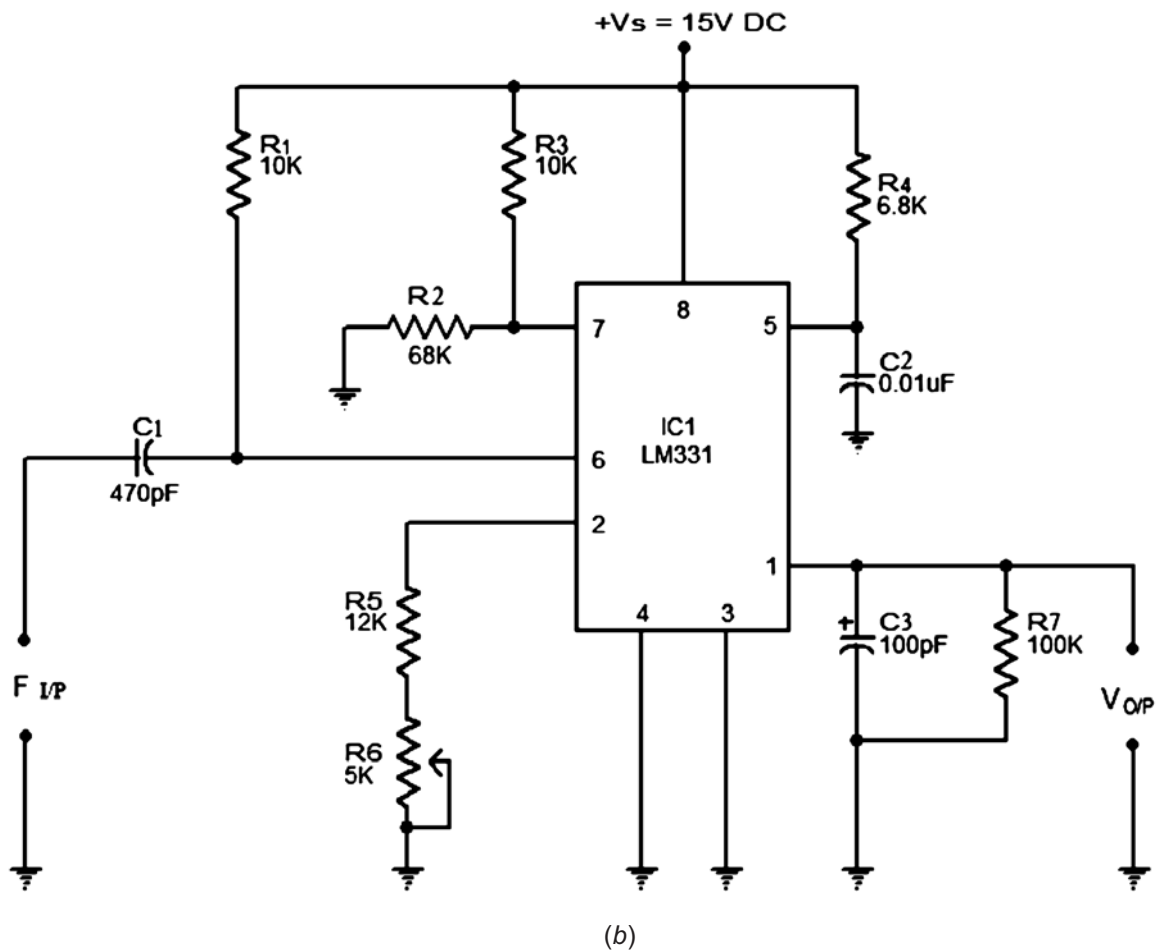 +Vs = 15V DC
R1
10K
R3
10K
R4
6.8K
R2
68K
7
8
5
C2
0.01uF
C1
470pF
6
IC1
LM331
2
1
R5
12K
4
3
C3
+
100pF
R7
100K
F I/P
R6
5K
V O/P
(b)